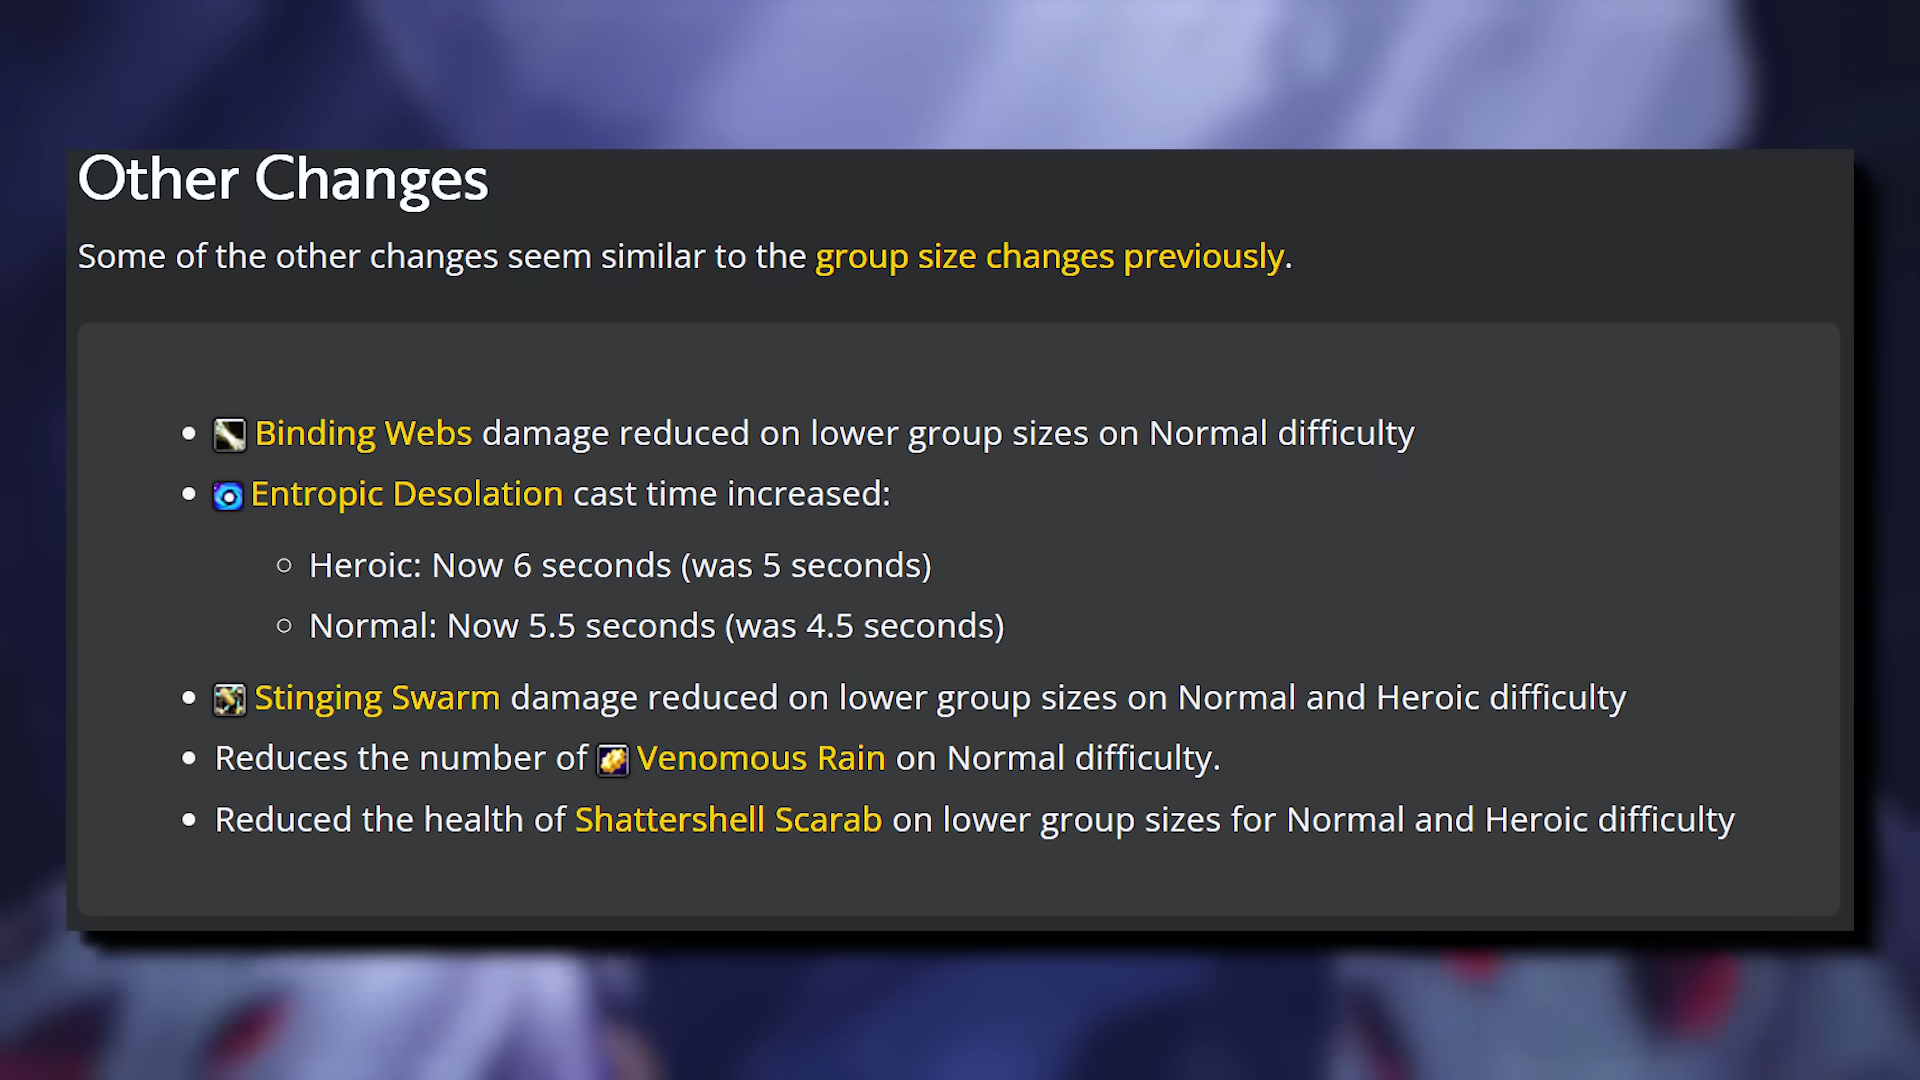 Other Changes
Some of the other changes seem similar to the group size changes previously.
• Binding Webs damage reduced on lower group sizes on Normal difficulty
• Entropic Desolation cast time increased:
○ Heroic: Now 6 seconds (was 5 seconds)
○ Normal: Now 5.5 seconds (was 4.5 seconds)
• Stinging Swarm damage reduced on lower group sizes on Normal and Heroic difficulty
• Reduces the number of Venomous Rain on Normal difficulty.
• Reduced the health of Shattershell Scarab on lower group sizes for Normal and Heroic difficulty